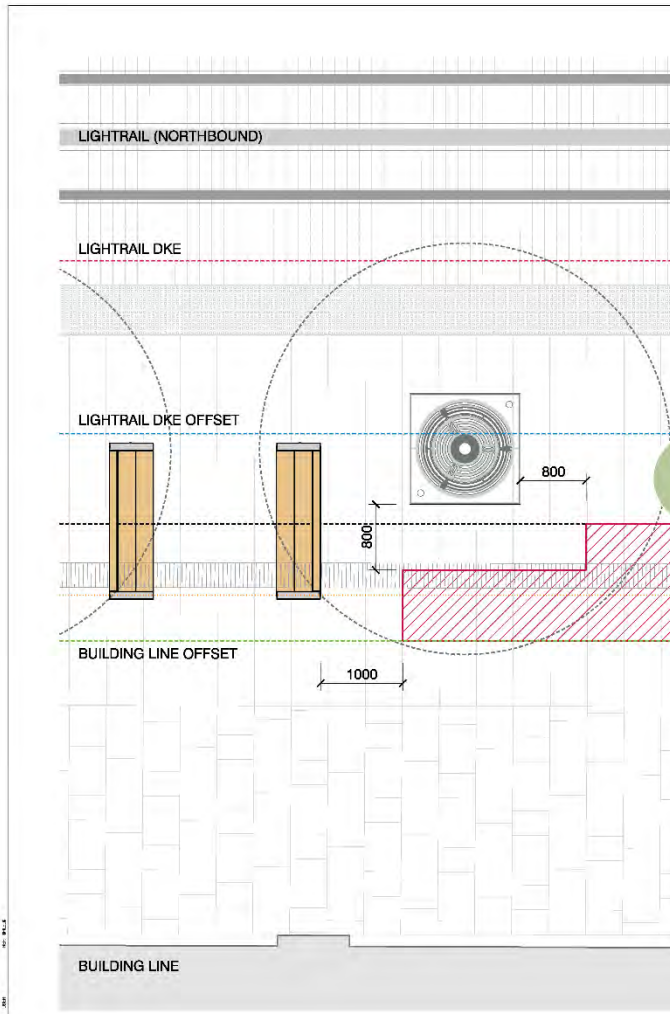 LIGHTRAIL (NORTHBOUND)
LIGHTRAIL DKE
LIGHTRAIL DKE OFFSET
800
800
BUILDING LINE OFFSET
1000
BUILDING LINE